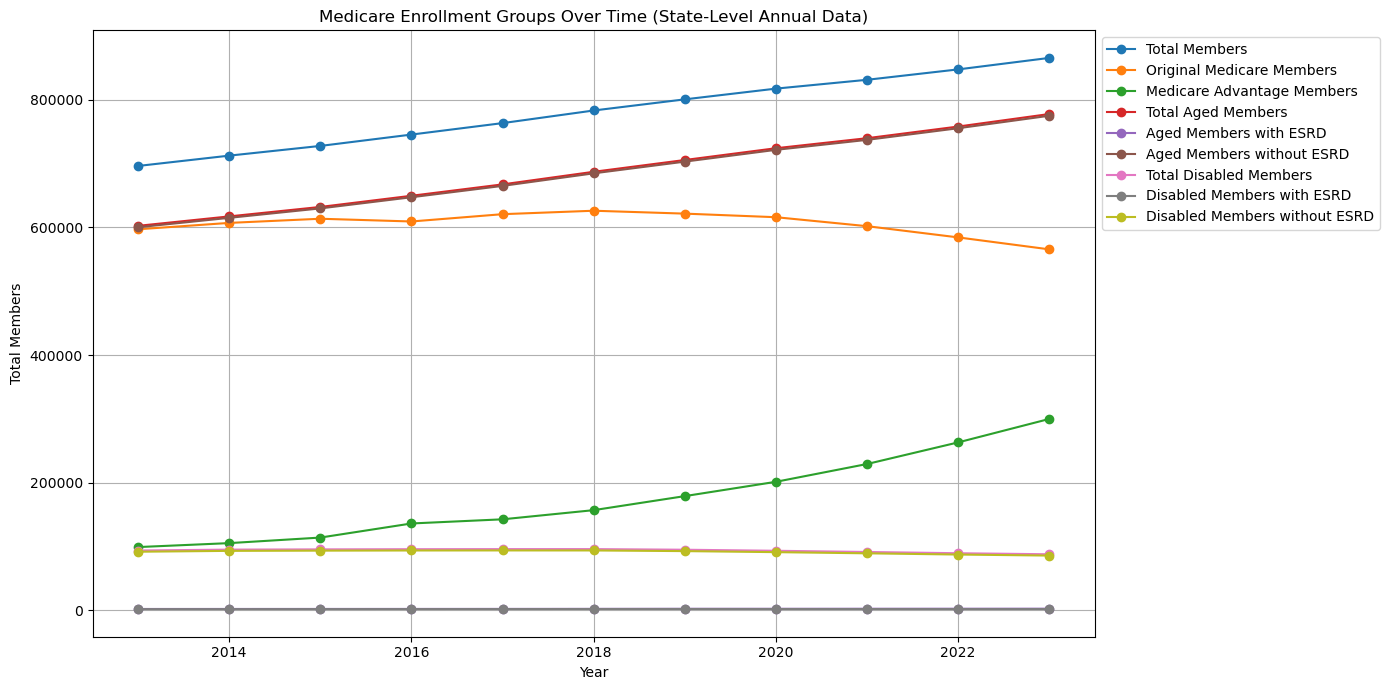 Medicare Enrollment Groups Over Time (State-Level Annual Data)
Total Members
800000
600000
400000
200000
0
2014
2016
2018
2020
2022
Year
Total Members
Original Medicare Members
Medicare Advantage Members
Total Aged Members
Aged Members with ESRD
Aged Members without ESRD
Total Disabled Members
Disabled Members with ESRD
Disabled Members without ESRD